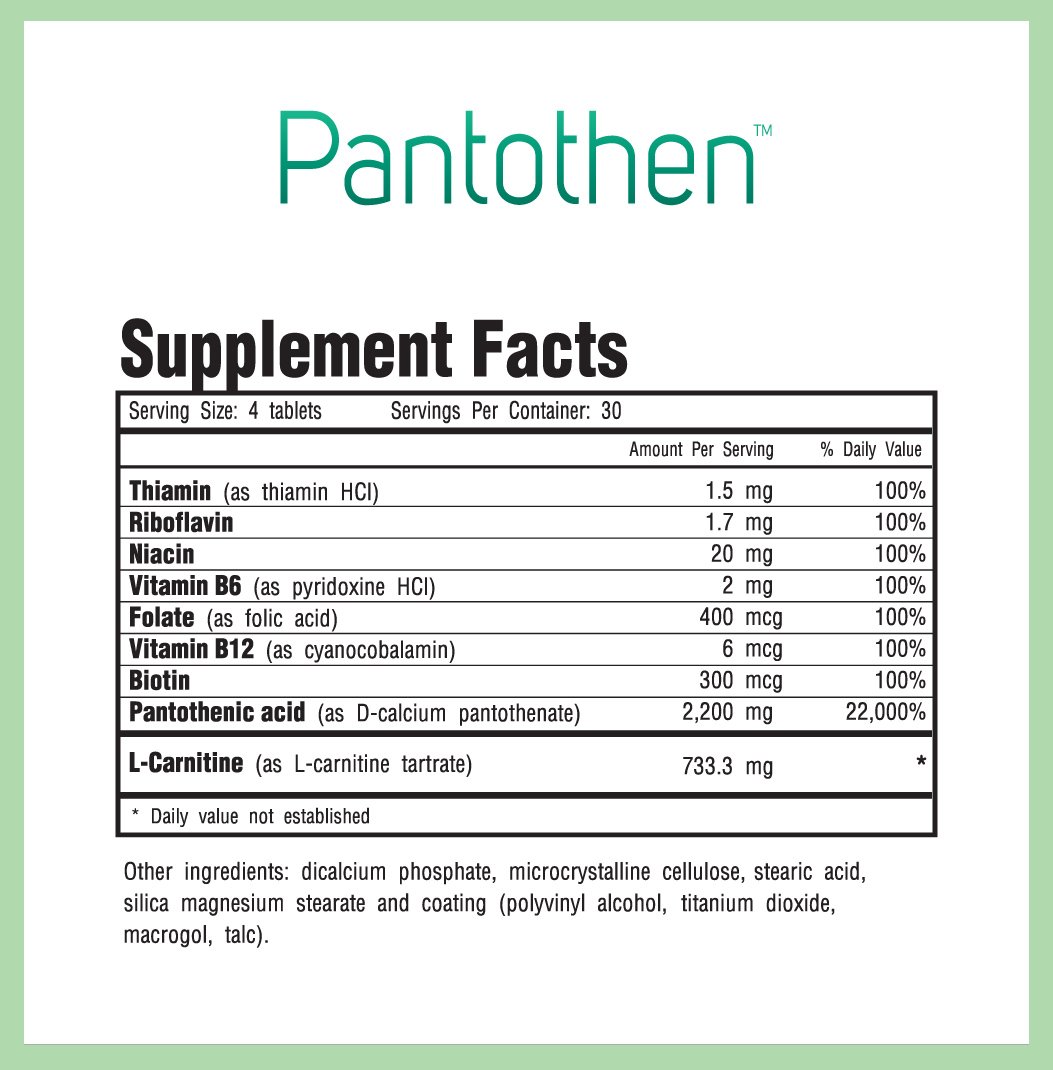 Pantothen™
Supplement Facts
Serving Size: 4 tablets Servings Per Container: 30
Amount Per Serving % Daily Value
Thiamin (as thiamin HCl) 1.5 mg 100%
Riboflavin 1.7 mg 100%
Niacin 20 mg 100%
Vitamin B6 (as pyridoxine HCl) 2 mg 100%
Folate (as folic acid) 400 mcg 100%
Vitamin B12 (as cyanocobalamin) 6 mcg 100%
Biotin 300 mcg 100%
Pantothenic acid (as D-calcium pantothenate) 2,200 mg 22,000%
L-Carnitine (as L-carnitine tartrate) 733.3 mg *
* Daily value not established
Other ingredients: dicalcium phosphate, microcrystalline cellulose, stearic acid,
silica magnesium stearate and coating (polyvinyl alcohol, titanium dioxide,
macrogol, talc).